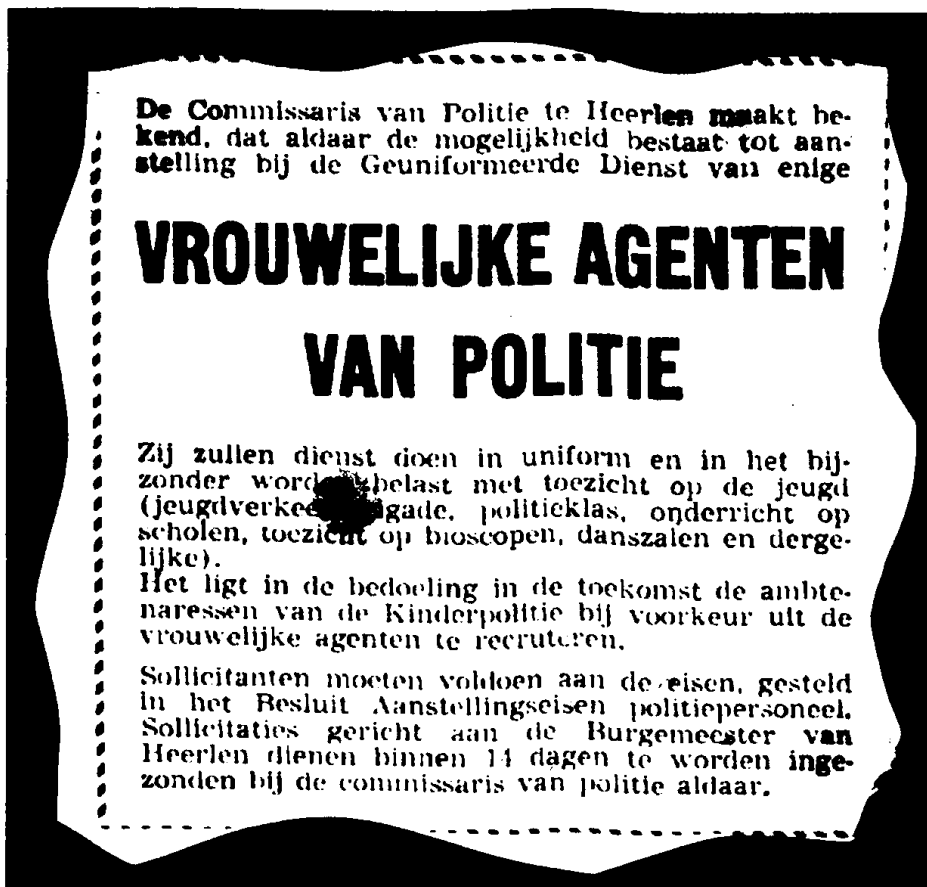 De Commissaris van Politie te Heerlen maakt be-
kend, dat aldaar de mogelijkheid bestaat tot aan-
stelling bij de Geuniformeerde Dienst van enige
VROUWELIJKE AGENTEN
VAN POLITIE
Zij zullen dienst doen in uniform en in het bij-
zonder belast met toezicht op de jeugd
politieklas, onderricht op
scholen, toezicht op bioscopen, danszalen en derge-
lijke).
Het ligt in de bedoeling in de toekomst de ambte-
naressen van de Kinderpolitie bij voorkeur uit de
vrouwelijke agenten te recruteren.
Sollicitanten moeten voldoen aan de eisen, gesteld
in het Besluit Aanstellingseisen politiepersoneel.
Sollicitaties gericht aan de Burgemeester van
Heerlen dienen binnen 14 dagen te worden inge-
zonden bij de commissaris van politie aldaar.